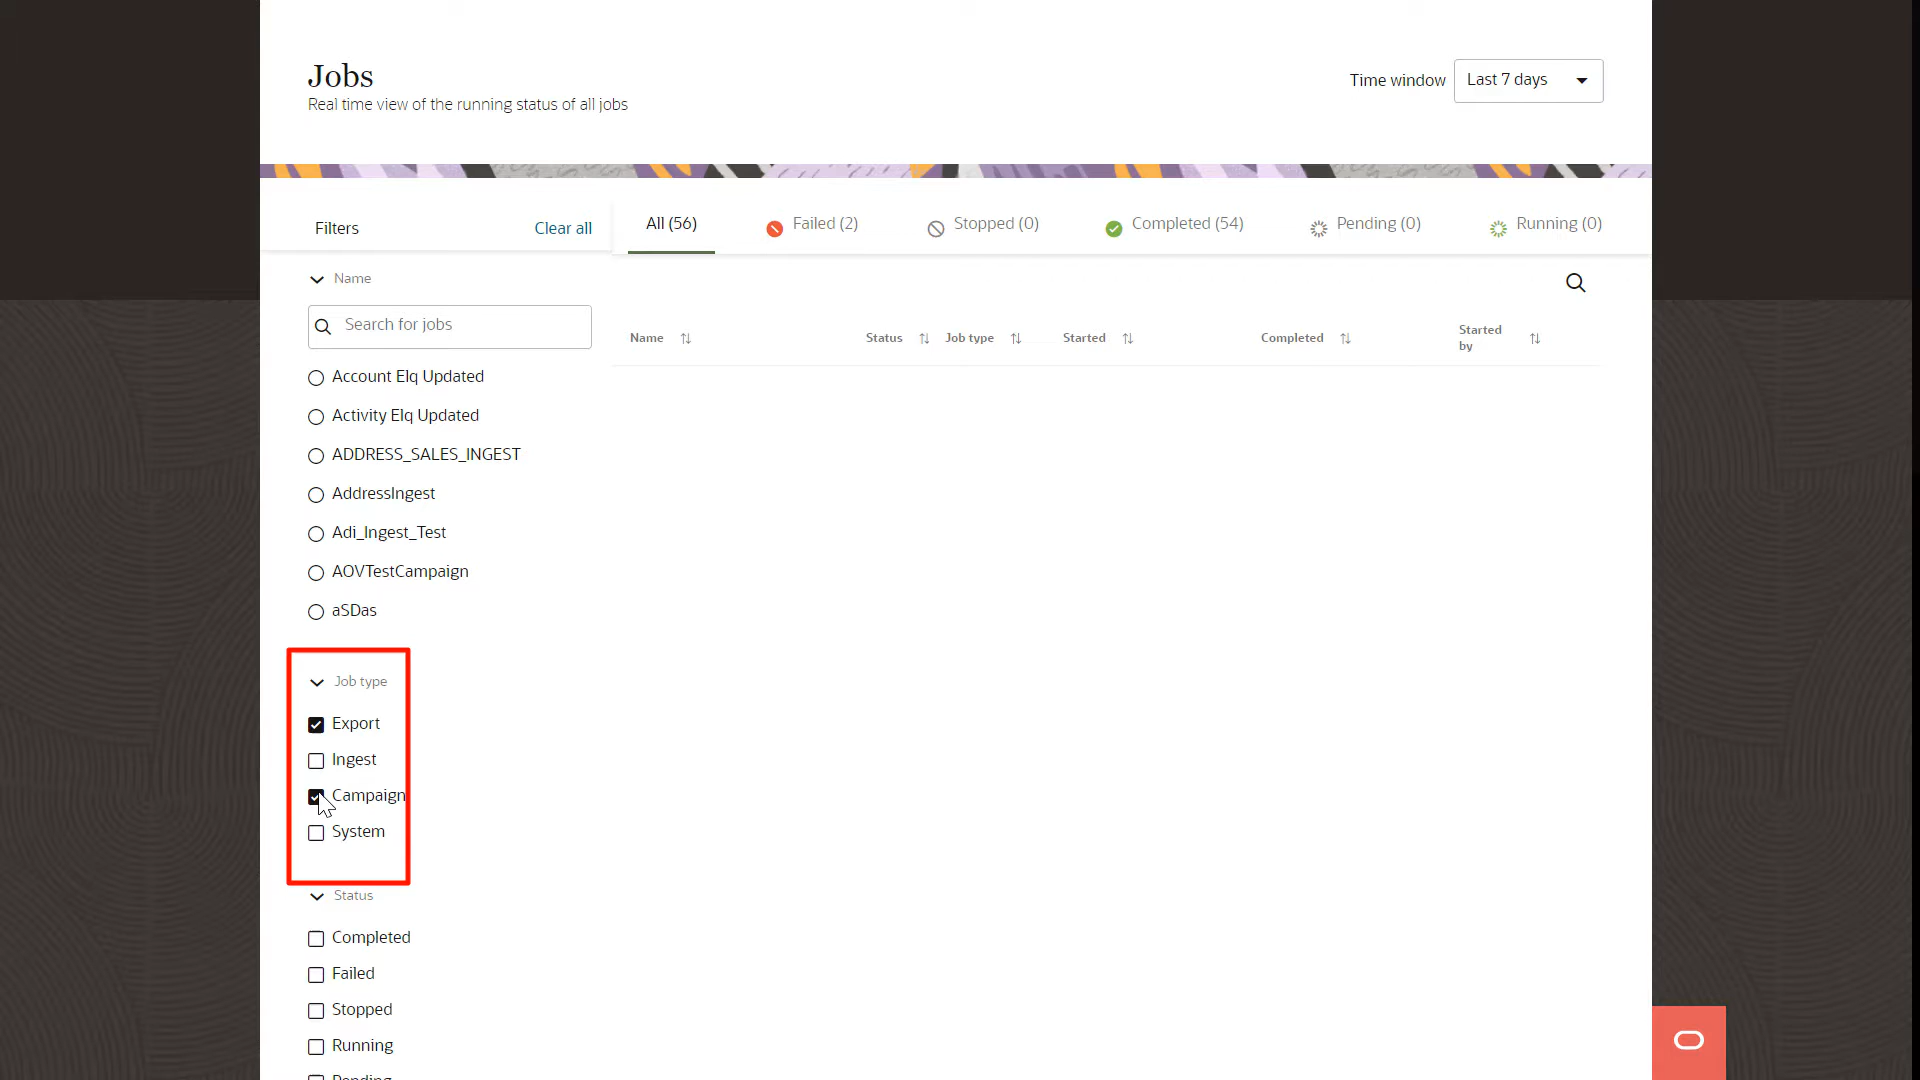 Jobs
Real time view of the running status of all jobs
Time window
Last 7 days
Filters
Clear all
All (56)
Failed (2)
Stopped (0)
Completed (54)
Pending (0)
Running (0)
Name
Search for jobs
Account Elq Updated
Activity Elq Updated
ADDRESS_SALES_INGEST
AddressIngest
Adi_Ingest_Test
AOVTestCampaign
aSDas
Job type
Export
Ingest
Campaign
System
Status
Completed
Failed
Stopped
Running
Pending
Name
Status
Job type
Started
Completed
Started
by